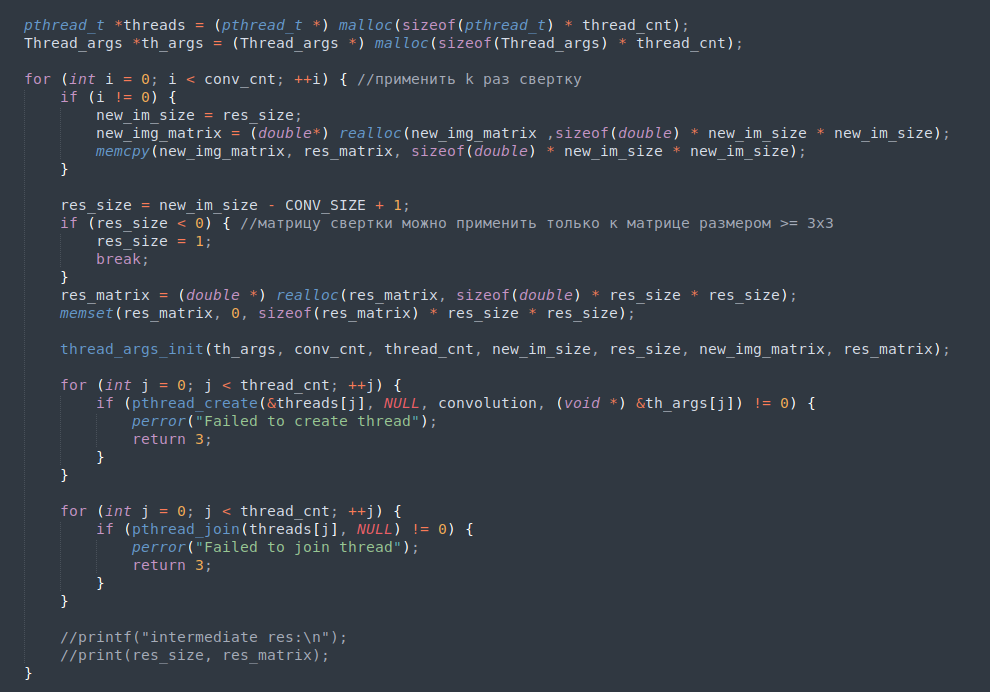 pthread_t *threads = (pthread_t *) malloc(sizeof(pthread_t) * thread_cnt);
Thread_args *th_args = (Thread_args *) malloc(sizeof(Thread_args) * thread_cnt);
for (int i = 0; i < conv_cnt; ++i) { //применить k раз свертку
if (i != 0) {
new_im_size = res_size;
new_img_matrix = (double*) realloc(new_img_matrix ,sizeof(double) * new_im_size * new_im_size);
memcpy(new_img_matrix, res_matrix, sizeof(double) * new_im_size * new_im_size);
}
res_size = new_im_size - CONV_SIZE + 1;
if (res_size < 0) { //матрицу свертки можно применить только к матрице размером >= 3x3
res_size = 1;
break;
}
res_matrix = (double *) realloc(res_matrix, sizeof(double) * res_size * res_size);
memset(res_matrix, 0, sizeof(res_matrix) * res_size * res_size);
thread_args_init(th_args, conv_cnt, thread_cnt, new_im_size, res_size, new_img_matrix, res_matrix);
for (int j = 0; j < thread_cnt; ++j) {
if (pthread_create(&threads[j], NULL, convolution, (void *) &th_args[j]) != 0) {
perror("Failed to create thread");
return 3;
}
}
for (int j = 0; j < thread_cnt; ++j) {
if (pthread_join(threads[j], NULL) != 0) {
perror("Failed to join thread");
return 3;
}
}
//printf("intermediate res:\n");
//print(res_size, res_matrix);
}